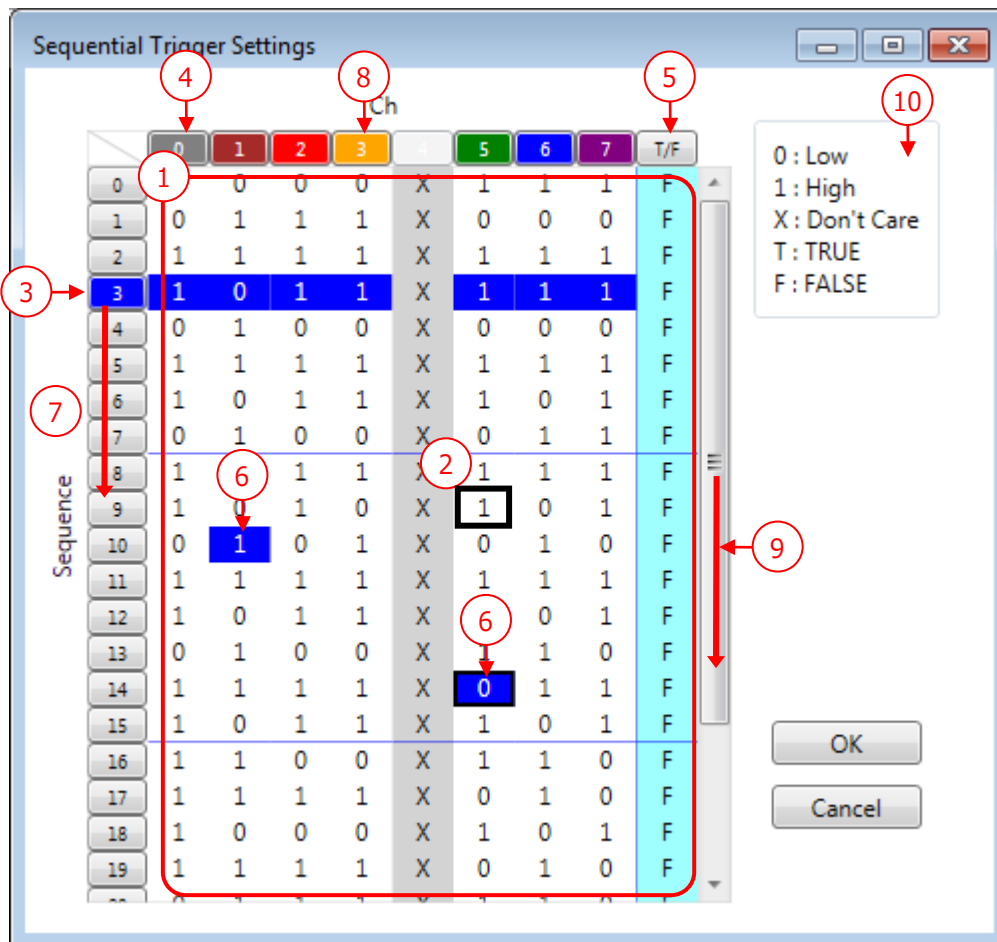 Sequential Trigger Settings
4 8 5 10
Ch
0 1 2 3 4 5 6 7 T/F
0 1 0 0 X 1 1 1 F
1 0 1 1 1 X 0 0 0 F
2 1 1 1 1 X 1 1 1 F
3 3 1 0 1 1 X 1 1 1 F
4 0 1 0 0 X 0 0 0 F
5 1 1 1 1 X 1 1 1 F
6 1 0 1 1 X 1 0 1 F
7
7 0 1 0 0 X 0 1 1 F
8 1 6 1 1 X 2 1 1 1 F
9 1 0 1 0 X 1 0 1 F
10 0 1 0 1 X 0 1 0 F 9
11 1 1 1 1 X 1 1 1 F
12 1 0 1 1 X 6 0 1 F
13 0 1 0 0 X 1 1 0 F
14 1 1 1 1 X 0 1 1 F
15 1 0 1 1 X 1 0 1 F
16 1 1 0 0 X 1 1 0 F
17 1 1 1 1 X 0 1 0 F
18 1 0 0 0 X 1 0 1 F
19 1 1 1 1 X 0 1 0 F
Sequence
0 : Low
1 : High
X : Don't Care
T : TRUE
F : FALSE
OK
Cancel